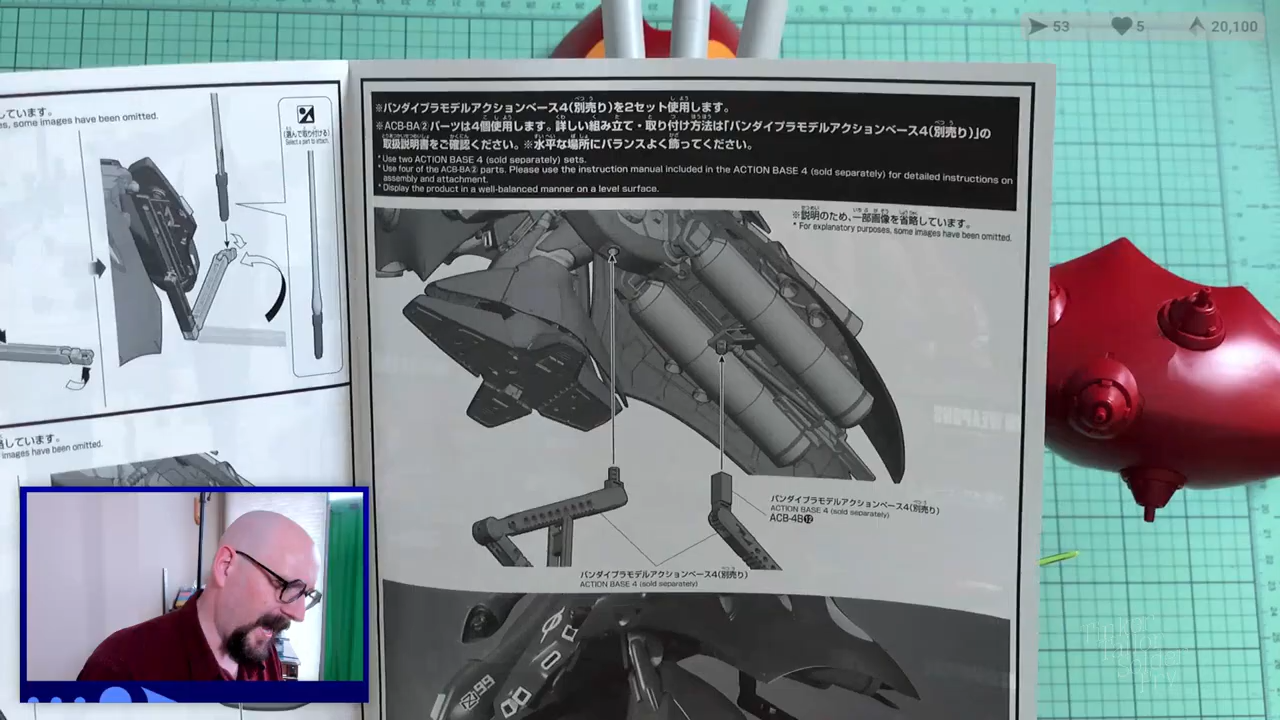 53
5
20,100
しています。
es, some images have been omitted.
(選んで取り付ける)
(Select a part to attach.)
※バンダイプラモデルアクションベース4(別売り)を2セット使用します。
※ACB-BA②パーツは4個使用します。詳しい組み立て・取り付け方法は「バンダイプラモデルアクションベース4(別売り)」の
取扱説明書をご確認ください。※水平な場所にバランスよく飾ってください。
* Use two ACTION BASE 4 (sold separately) sets.
* Use four of the ACB-BA② parts. Please use the instruction manual included in the ACTION BASE 4 (sold separately) for detailed instructions on
assembly and attachment.
* Display the product in a well-balanced manner on a level surface.
※説明のため、一部画像を省略しています。
* For explanatory purposes, some images have been omitted.
しています。
images have been omitted.
バンダイプラモデルアクションベース4(別売り)
ACTION BASE 4 (sold separately)
ACB-4B⑫
バンダイプラモデルアクションベース4(別売り)
ACTION BASE 4 (sold separately)
99